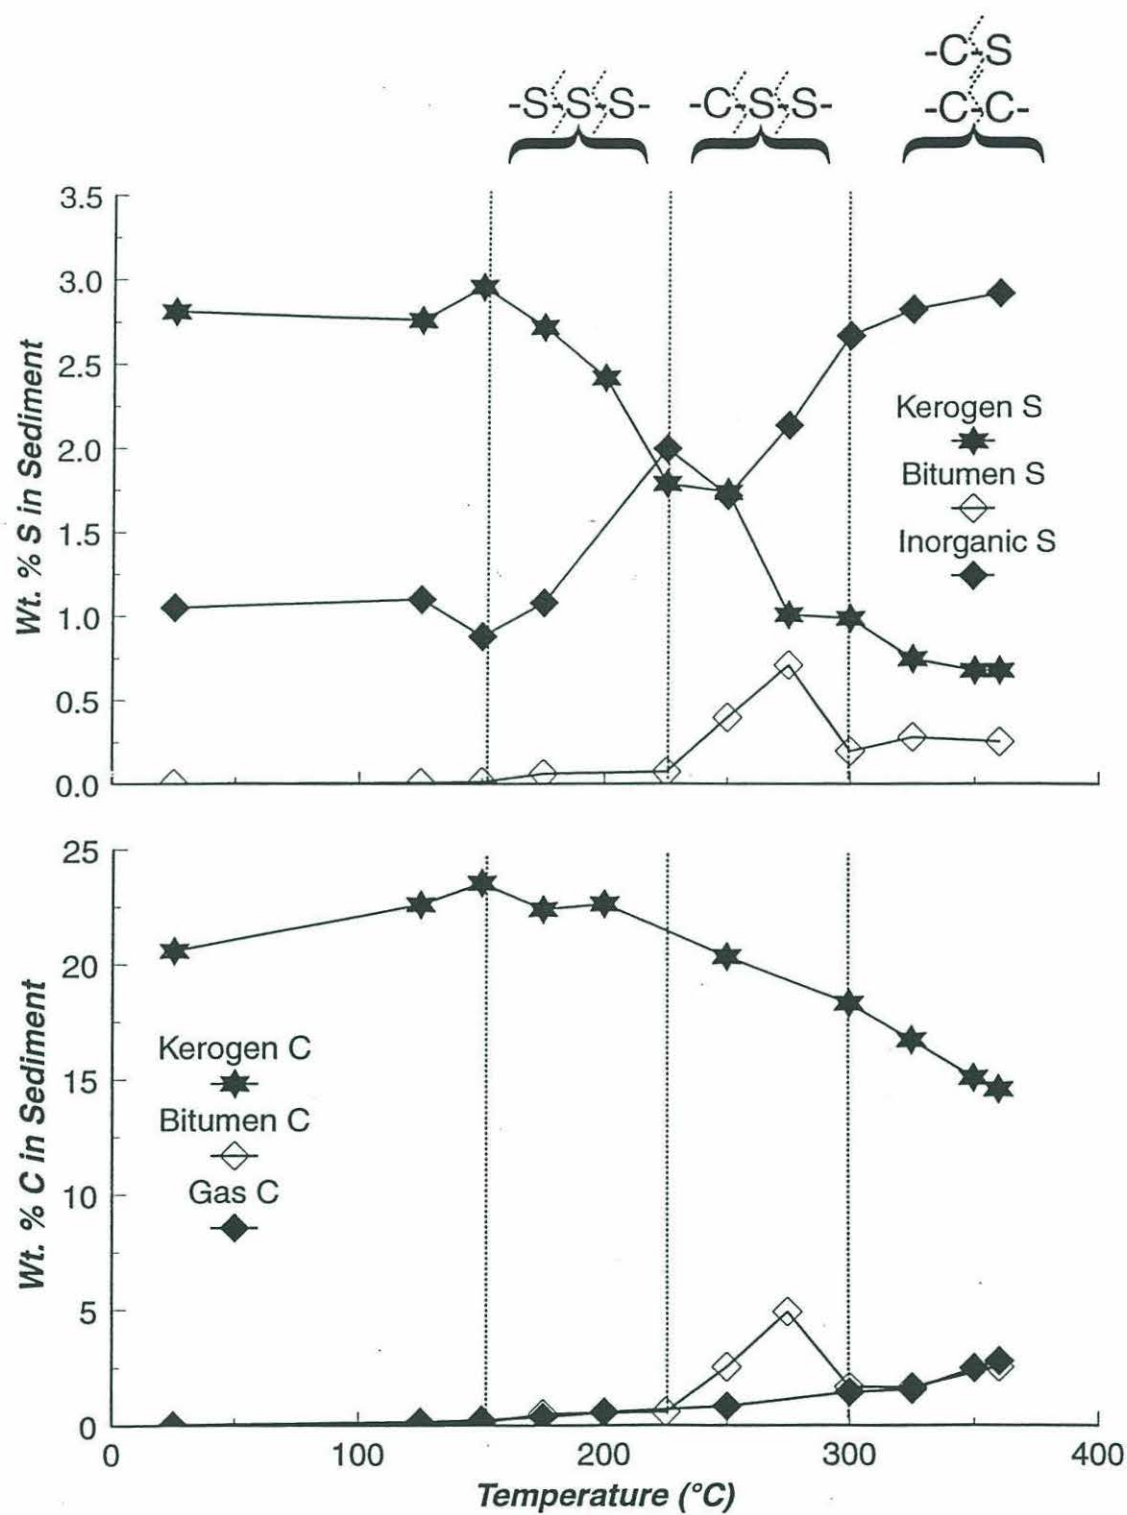 -C-S
-S-S-S- -C-S-S- -C-C-
3.5
3.0
2.5
2.0
1.5
1.0
0.5
0.0
Wt. % S in Sediment
Kerogen S
Bitumen S
Inorganic S
25
20
15
10
5
0
Wt. % C in Sediment
Kerogen C
Bitumen C
Gas C
0 100 200 300 400
Temperature (°C)